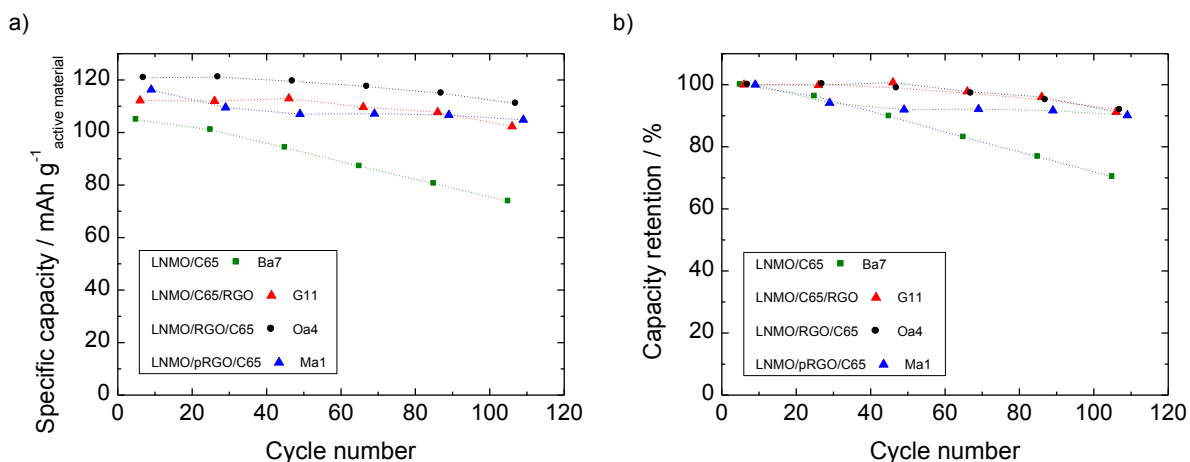 a)
Specific capacity / mAh g⁻¹ active material
120
100
80
60
40
20
0
0 20 40 60 80 100 120
Cycle number
LNMO/C65 Ba7
LNMO/C65/RGO G11
LNMO/RGO/C65 Oa4
LNMO/pRGO/C65 Ma1
b)
Capacity retention / %
120
100
80
60
40
20
0
0 20 40 60 80 100 120
Cycle number
LNMO/C65 Ba7
LNMO/C65/RGO G11
LNMO/RGO/C65 Oa4
LNMO/pRGO/C65 Ma1